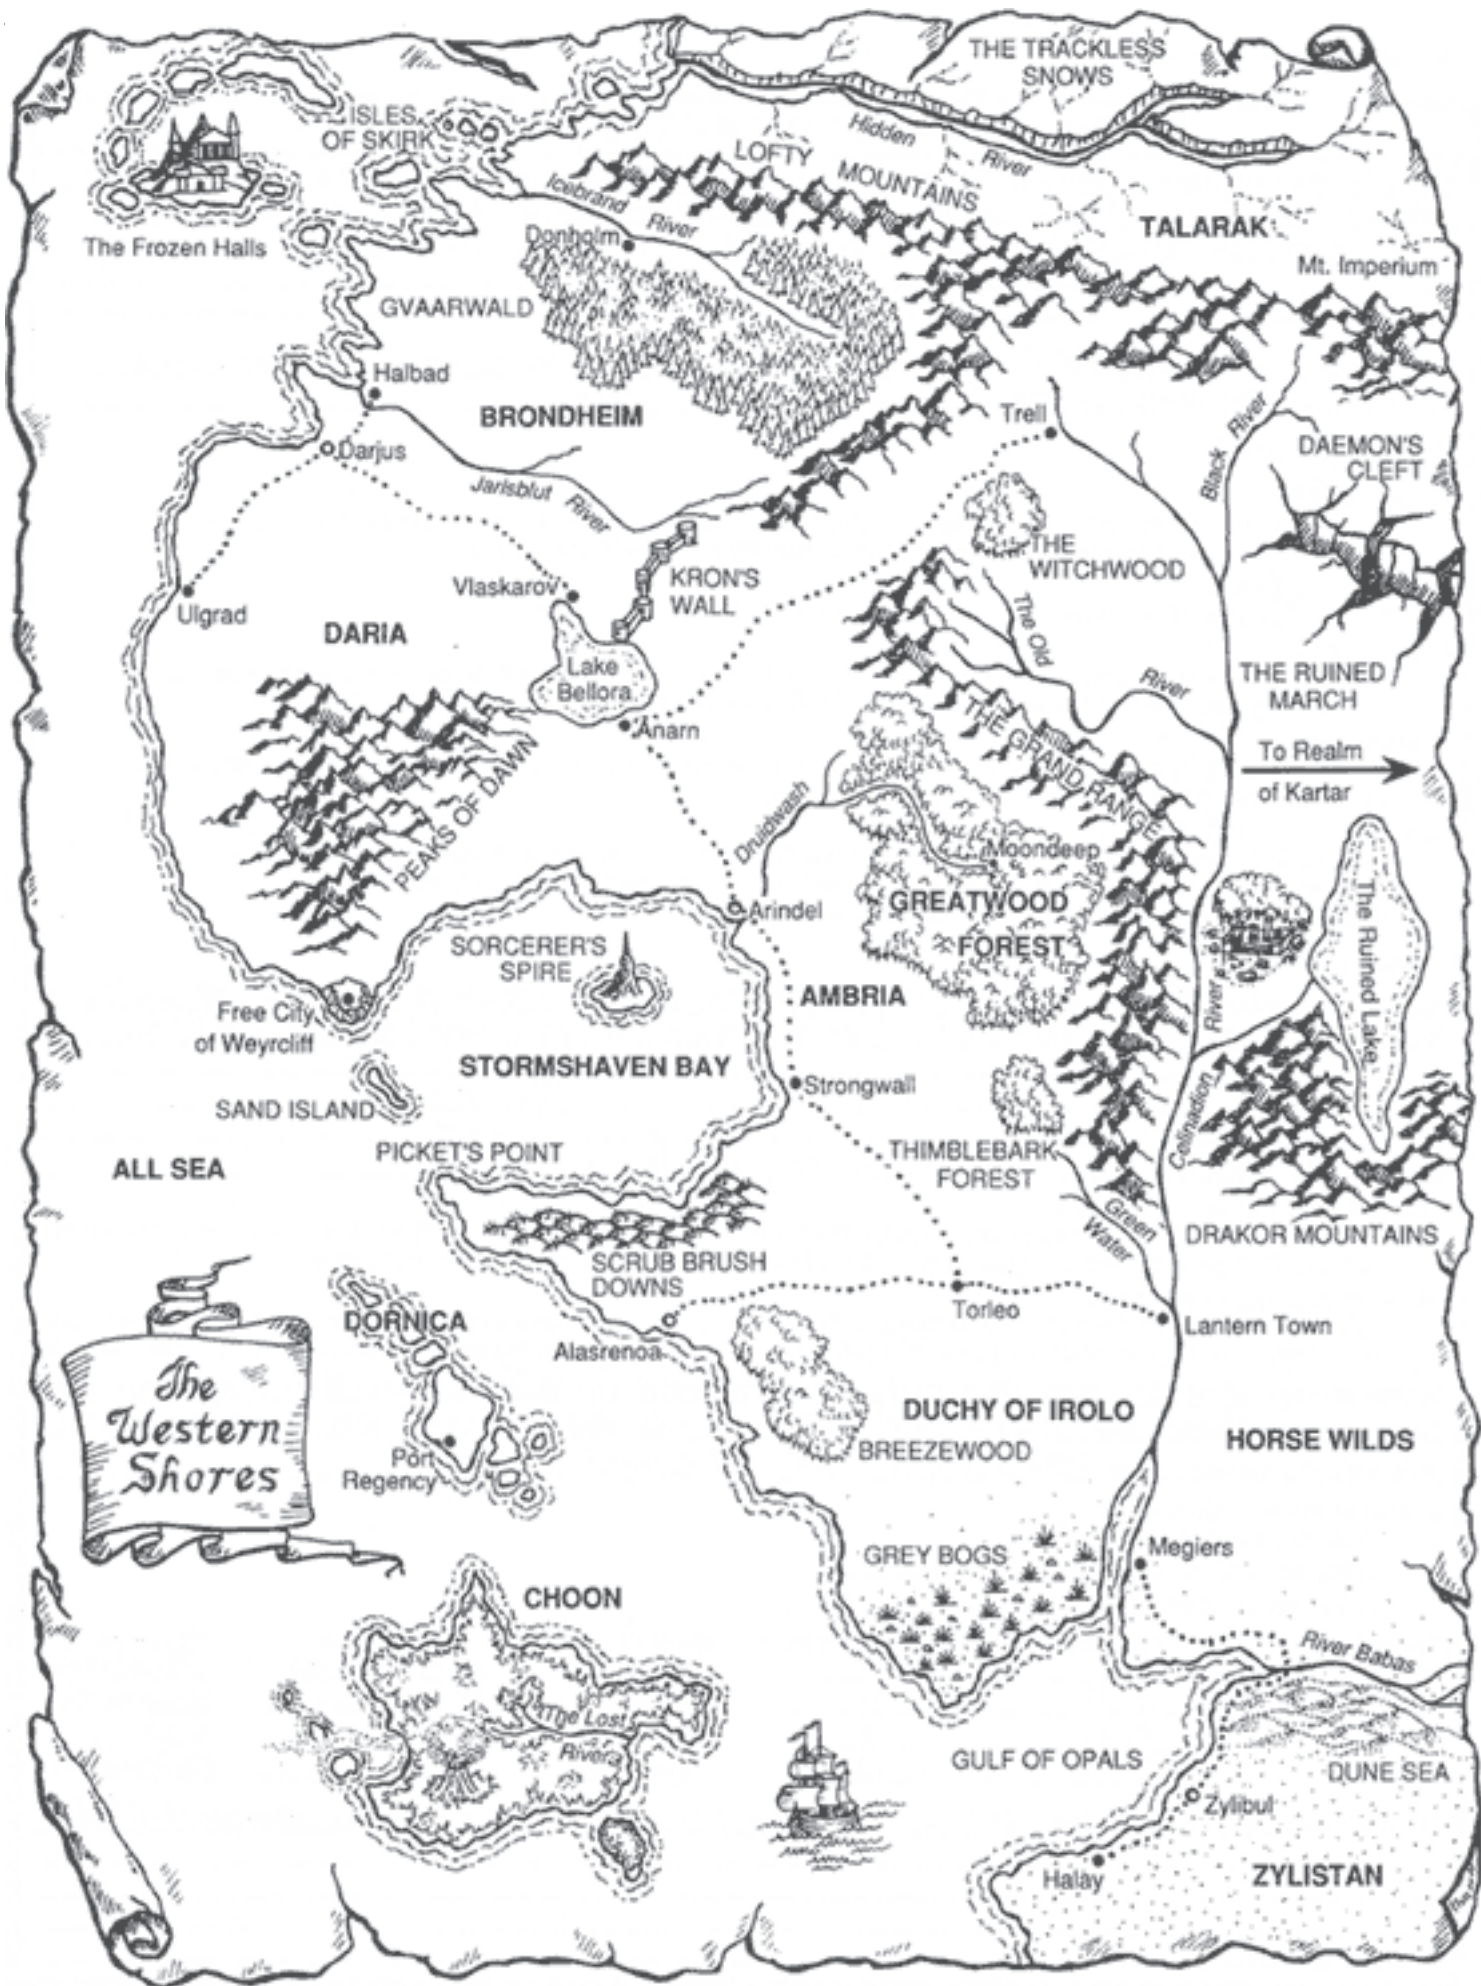 THE TRACKLESS
SNOWS
ISLES
OF SKIRK
Hidden
River
LOFTY
MOUNTAINS
Icebrand
River
TALARAK
Donholm
The Frozen Halls
Mt. Imperium
GVAARWALD
Halbad
BRONDHEIM
Trell
Black
River
DAEMON'S
CLEFT
Darjus
Jarlsblut
River
THE
WITCHWOOD
KRON'S
WALL
Vlaskarov
Ulgrad
DARIA
The Old
River
Lake
Bellora
THE RUINED
MARCH
Anarn
THE GRAND RANGE
To Realm
of Kartar
PEAKS OF DAWN
Druidwash
Moondeep
Arindel
GREATWOOD
FOREST
The Ruined Lake
SORCERER'S
SPIRE
AMBRIA
Free City
of Weyrcliff
River
STORMSHAVEN BAY
Strongwall
SAND ISLAND
Celinadion
PICKET'S POINT
THIMBLEBARK
FOREST
ALL SEA
Green
Water
DRAKOR MOUNTAINS
SCRUB BRUSH
DOWNS
DORNICA
Torleo
Lantern Town
Alasrenoa
The
Western
Shores
DUCHY OF IROLO
HORSE WILDS
BREEZEWOOD
Port
Regency
GREY BOGS
Megiers
CHOON
River Babas
The Lost
River
GULF OF OPALS
DUNE SEA
Zylibul
Halay
ZYLISTAN